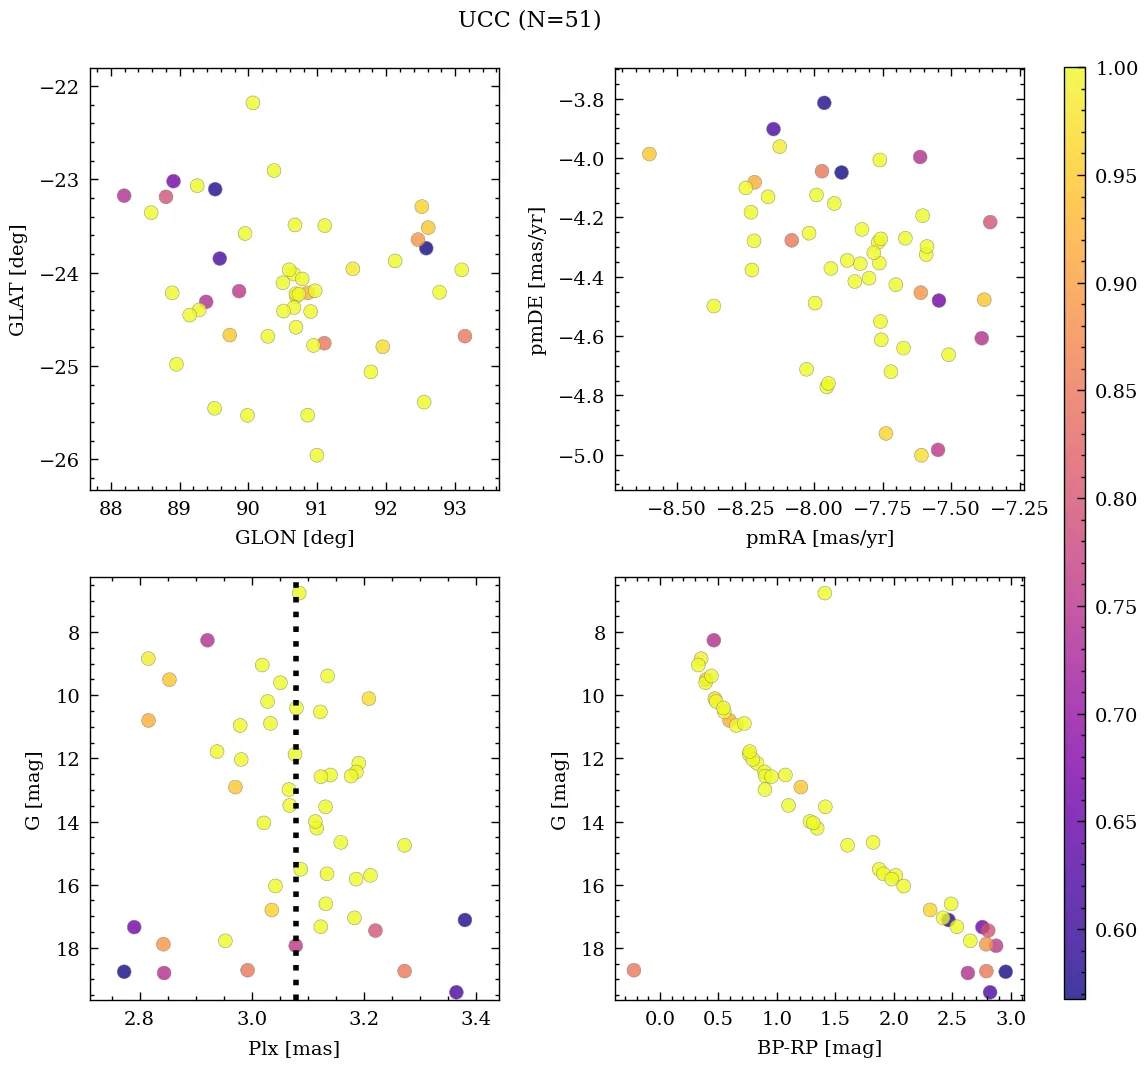 UCC (N=51)
−22
−23
−24
−25
−26
GLAT [deg]
88 89 90 91 92 93
GLON [deg]
−3.8
−4.0
−4.2
−4.4
−4.6
−4.8
−5.0
pmDE [mas/yr]
−8.50 −8.25 −8.00 −7.75 −7.50 −7.25
pmRA [mas/yr]
8
10
12
14
16
18
G [mag]
2.8 3.0 3.2 3.4
Plx [mas]
8
10
12
14
16
18
G [mag]
0.0 0.5 1.0 1.5 2.0 2.5 3.0
BP-RP [mag]
1.00
0.95
0.90
0.85
0.80
0.75
0.70
0.65
0.60